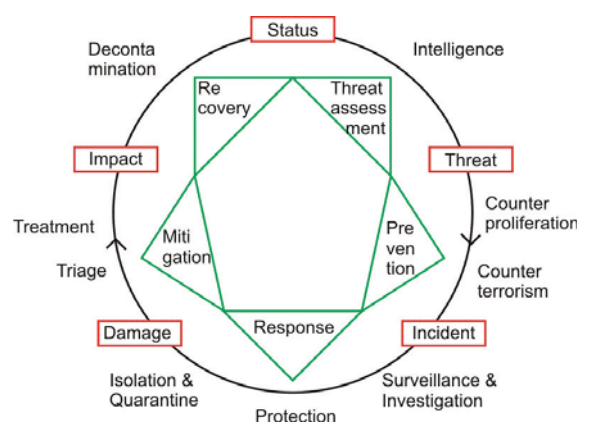 Status
Deconta
mination
Intelligence
Re
covery
Threat
assess
ment
Impact
Threat
Counter
proliferation
Treatment
Miti
gation
Pre
ven
tion
Triage
Counter
terrorism
Damage
Response
Incident
Isolation &
Quarantine
Surveillance &
Investigation
Protection